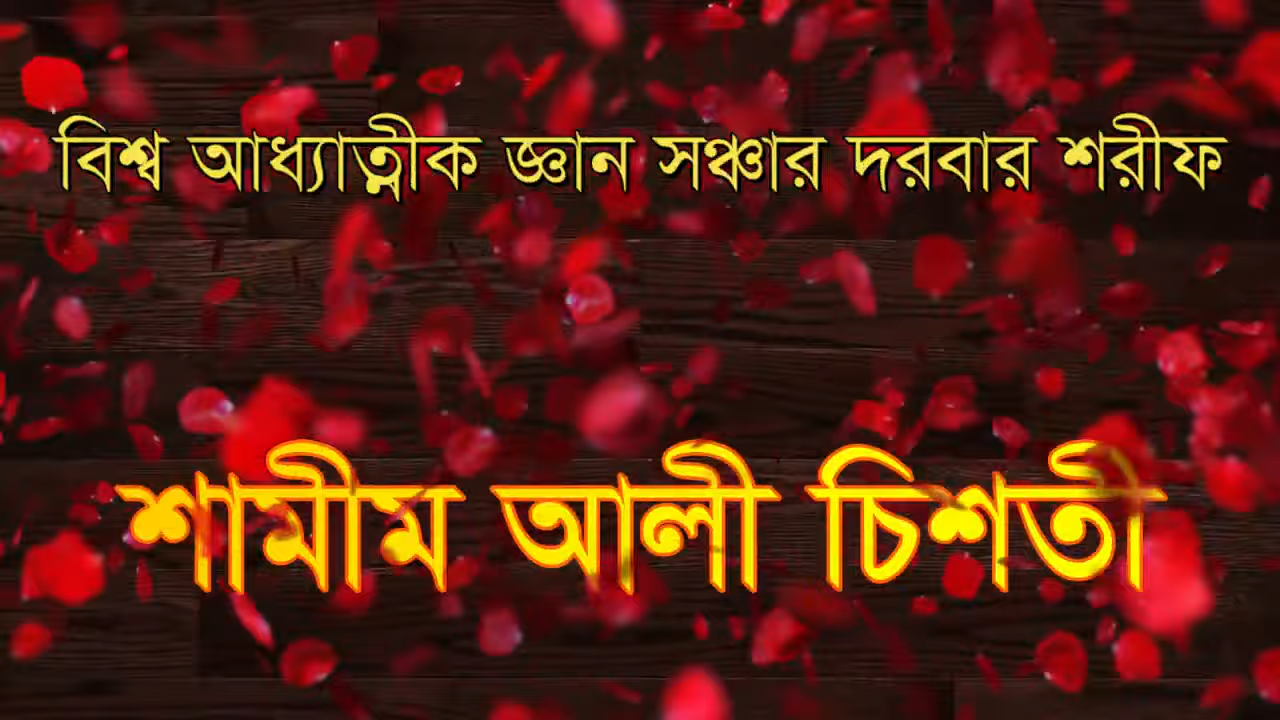 বিশ্ব আধ্যাত্নীক জ্ঞান সঞ্চার দরবার শরীফ
শামীম আলী চিশতী